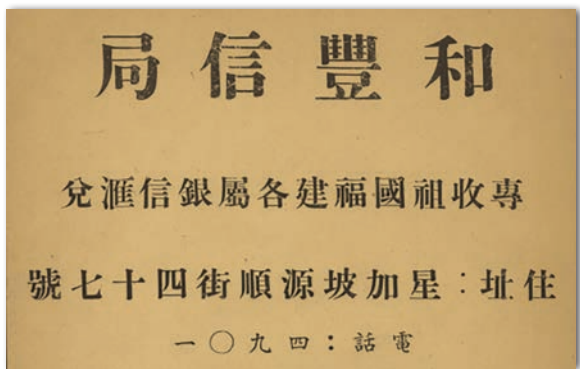 和豐信局
專收祖國福建各屬銀信滙兌
住址：星加坡源順街四十七號
電話：四九〇一